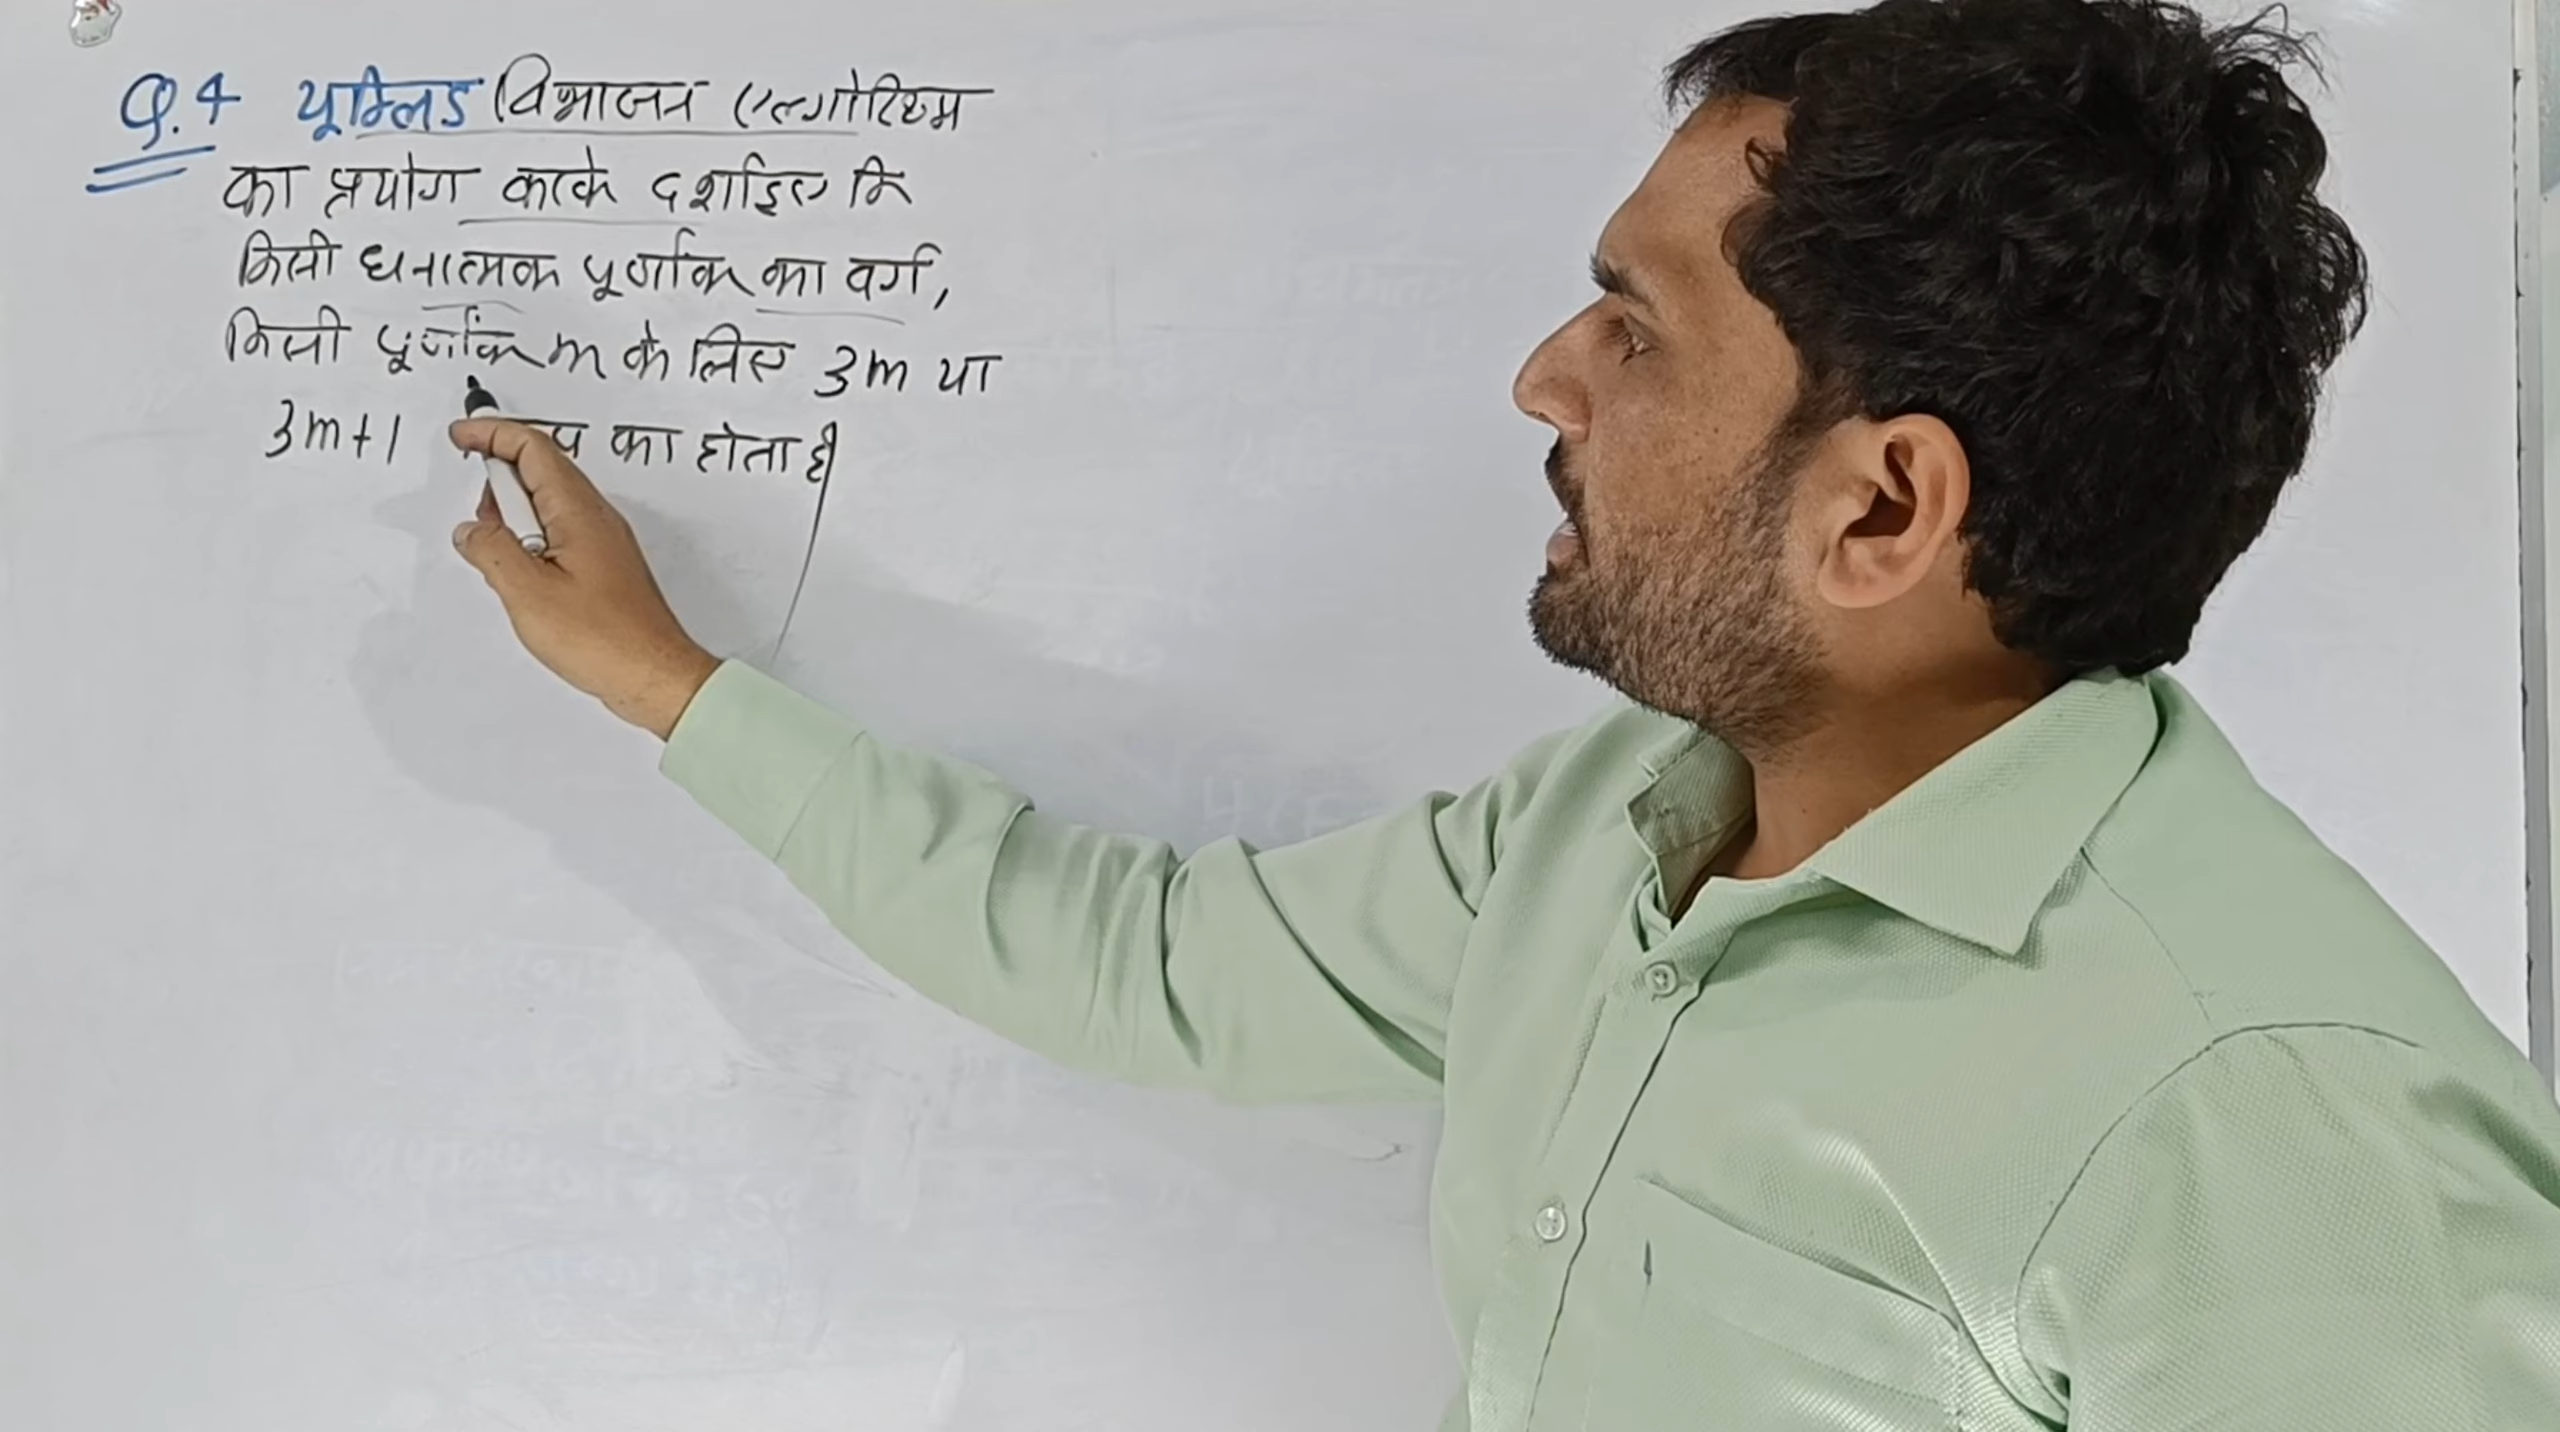 Q.4 यूक्लिड विभाजन एल्गोरिथ्म
का प्रयोग करके दर्शाइए कि
किसी धनात्मक पूर्णांक का वर्ग,
किसी पूर्णांक m के लिए 3m या
3m+1 का होता है।